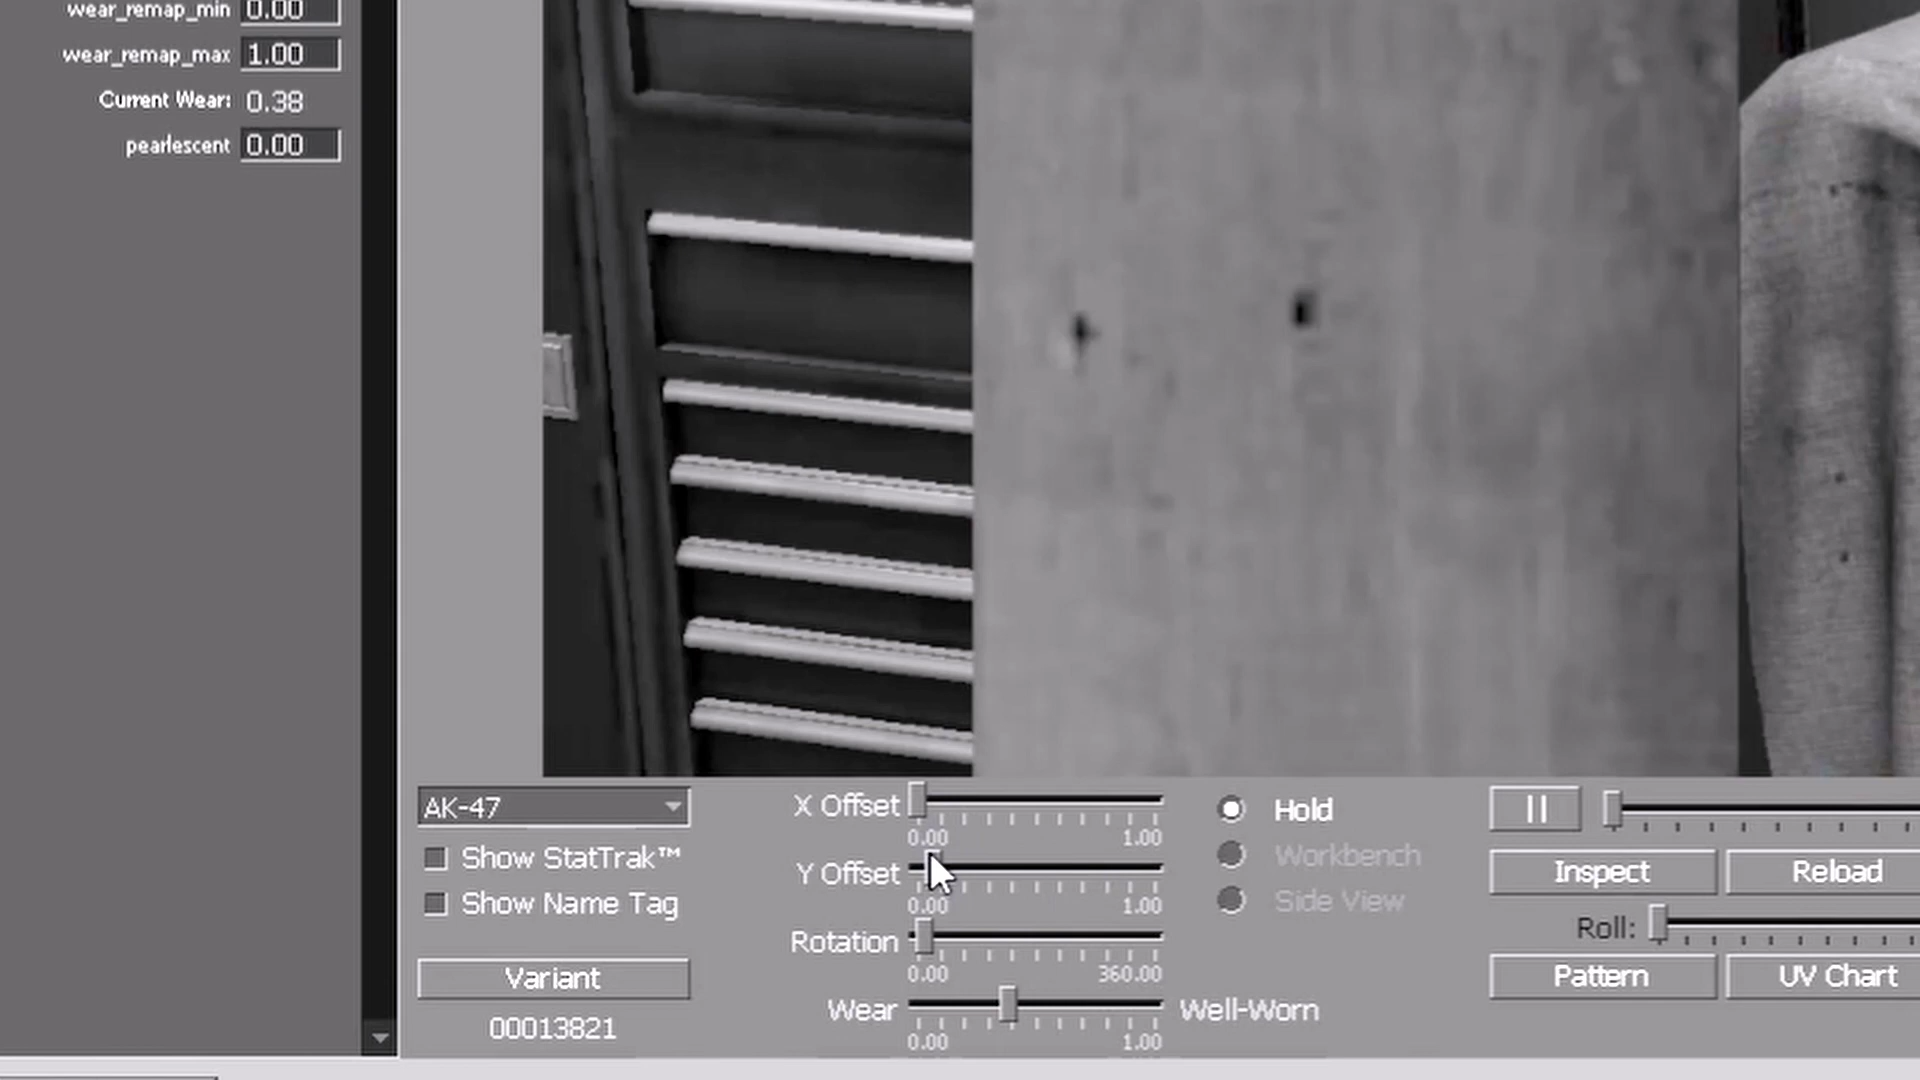 wear_remap_min 0.00
wear_remap_max 1.00
Current Wear: 0.38
pearlescent 0.00
AK-47
Show StatTrak™
Show Name Tag
Variant
00013821
X Offset
0.00 1.00
Y Offset
0.00 1.00
Rotation
0.00 360.00
Wear Well-Worn
0.00 1.00
Hold
Workbench
Side View
Inspect Reload
Roll:
Pattern UV Chart